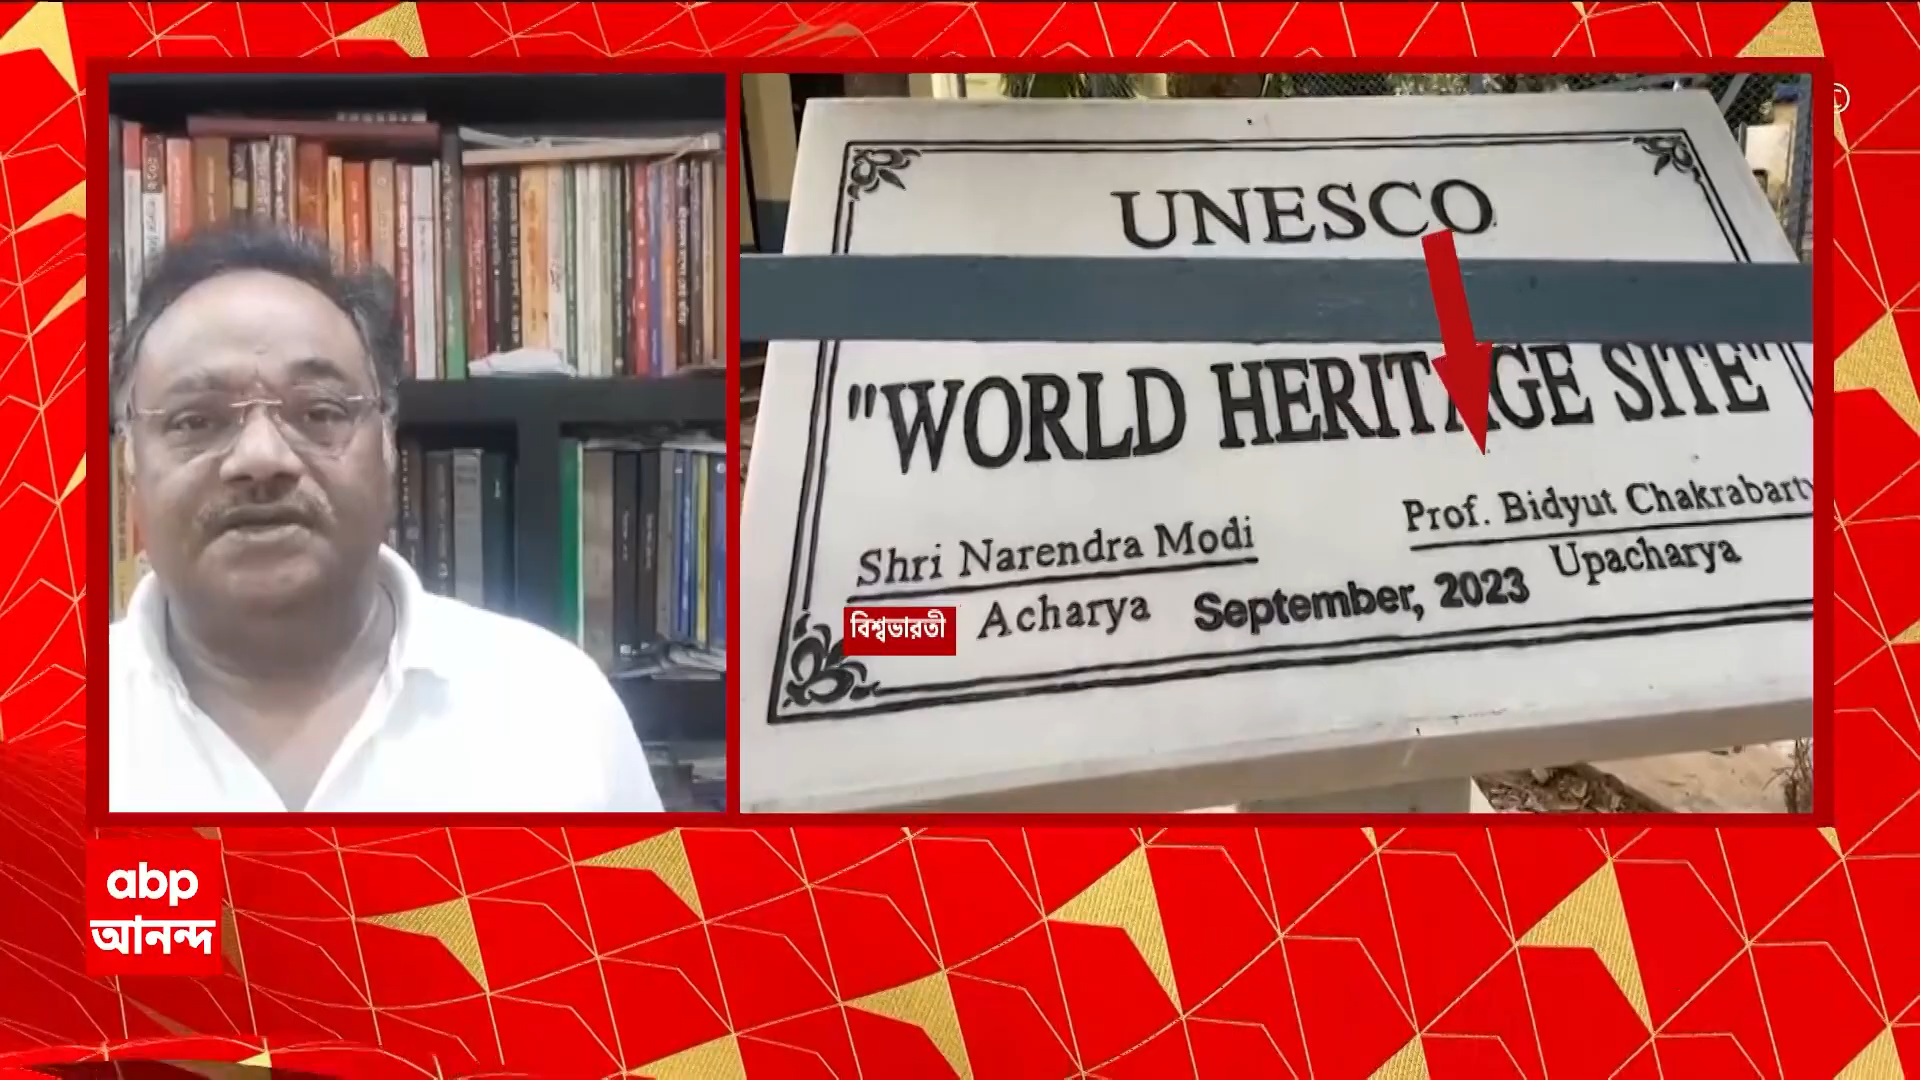 UNESCO
"WORLD HERITAGE SITE"
Shri Narendra Modi
Acharya
Prof. Bidyut Chakrabarty
Upacharya
September, 2023
বিশ্বভারতী
abp
আনন্দ